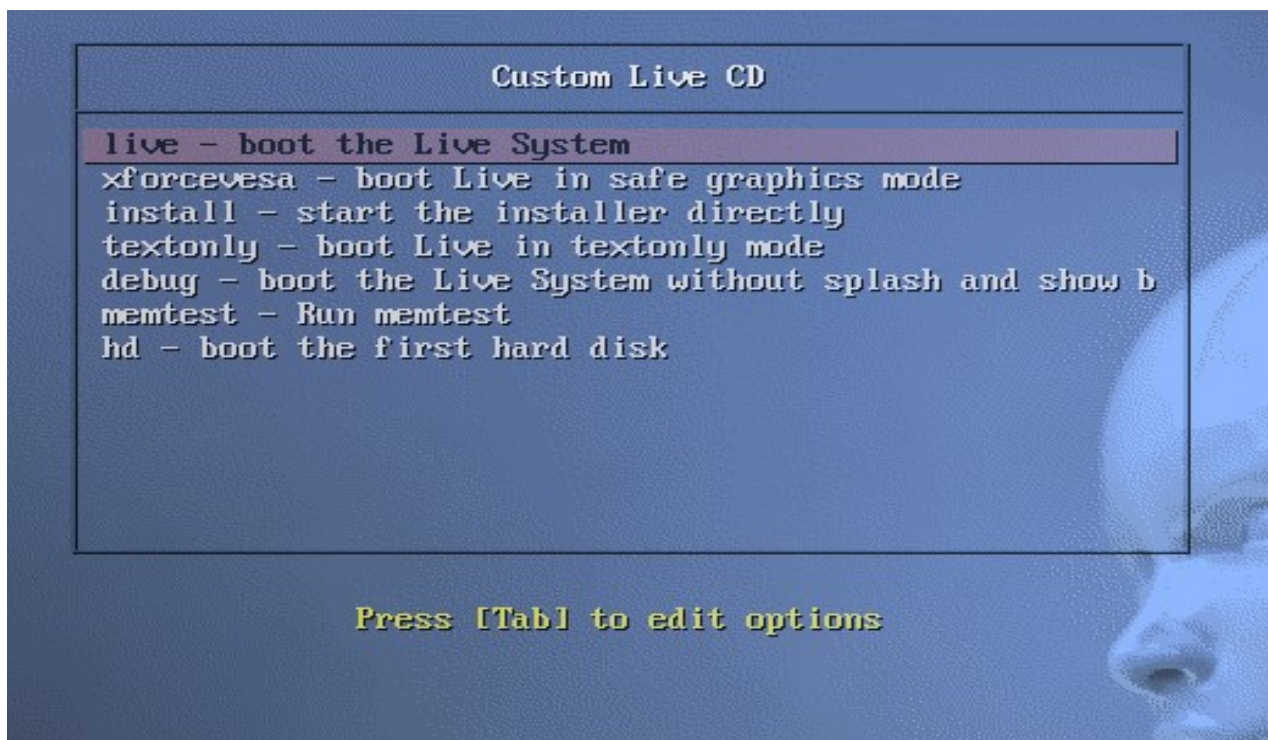 Custom Live CD
live - boot the Live System
xforcevesa - boot Live in safe graphics mode
install - start the installer directly
textonly - boot Live in textonly mode
debug - boot the Live System without splash and show b
memtest - Run memtest
hd - boot the first hard disk
Press [Tab] to edit options